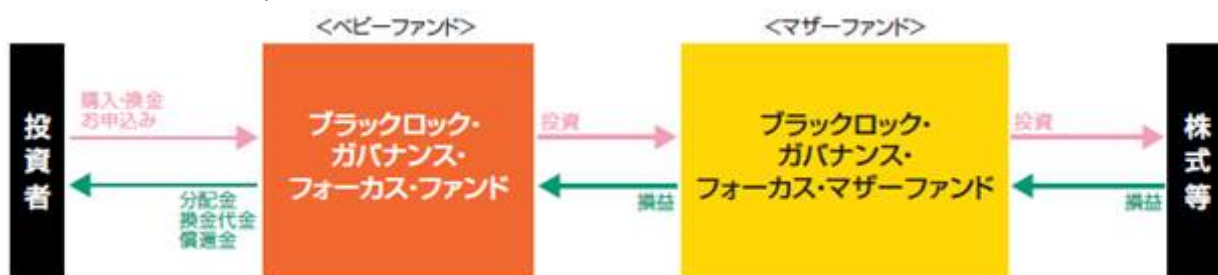 <ベビーファンド>
<マザーファンド>
投資者
購入・換金
お申込み
分配金
換金代金
償還金
ブラックロック・
ガバナンス・
フォーカス・ファンド
投資
損益
ブラックロック・
ガバナンス・
フォーカス・マザーファンド
投資
損益
株式等